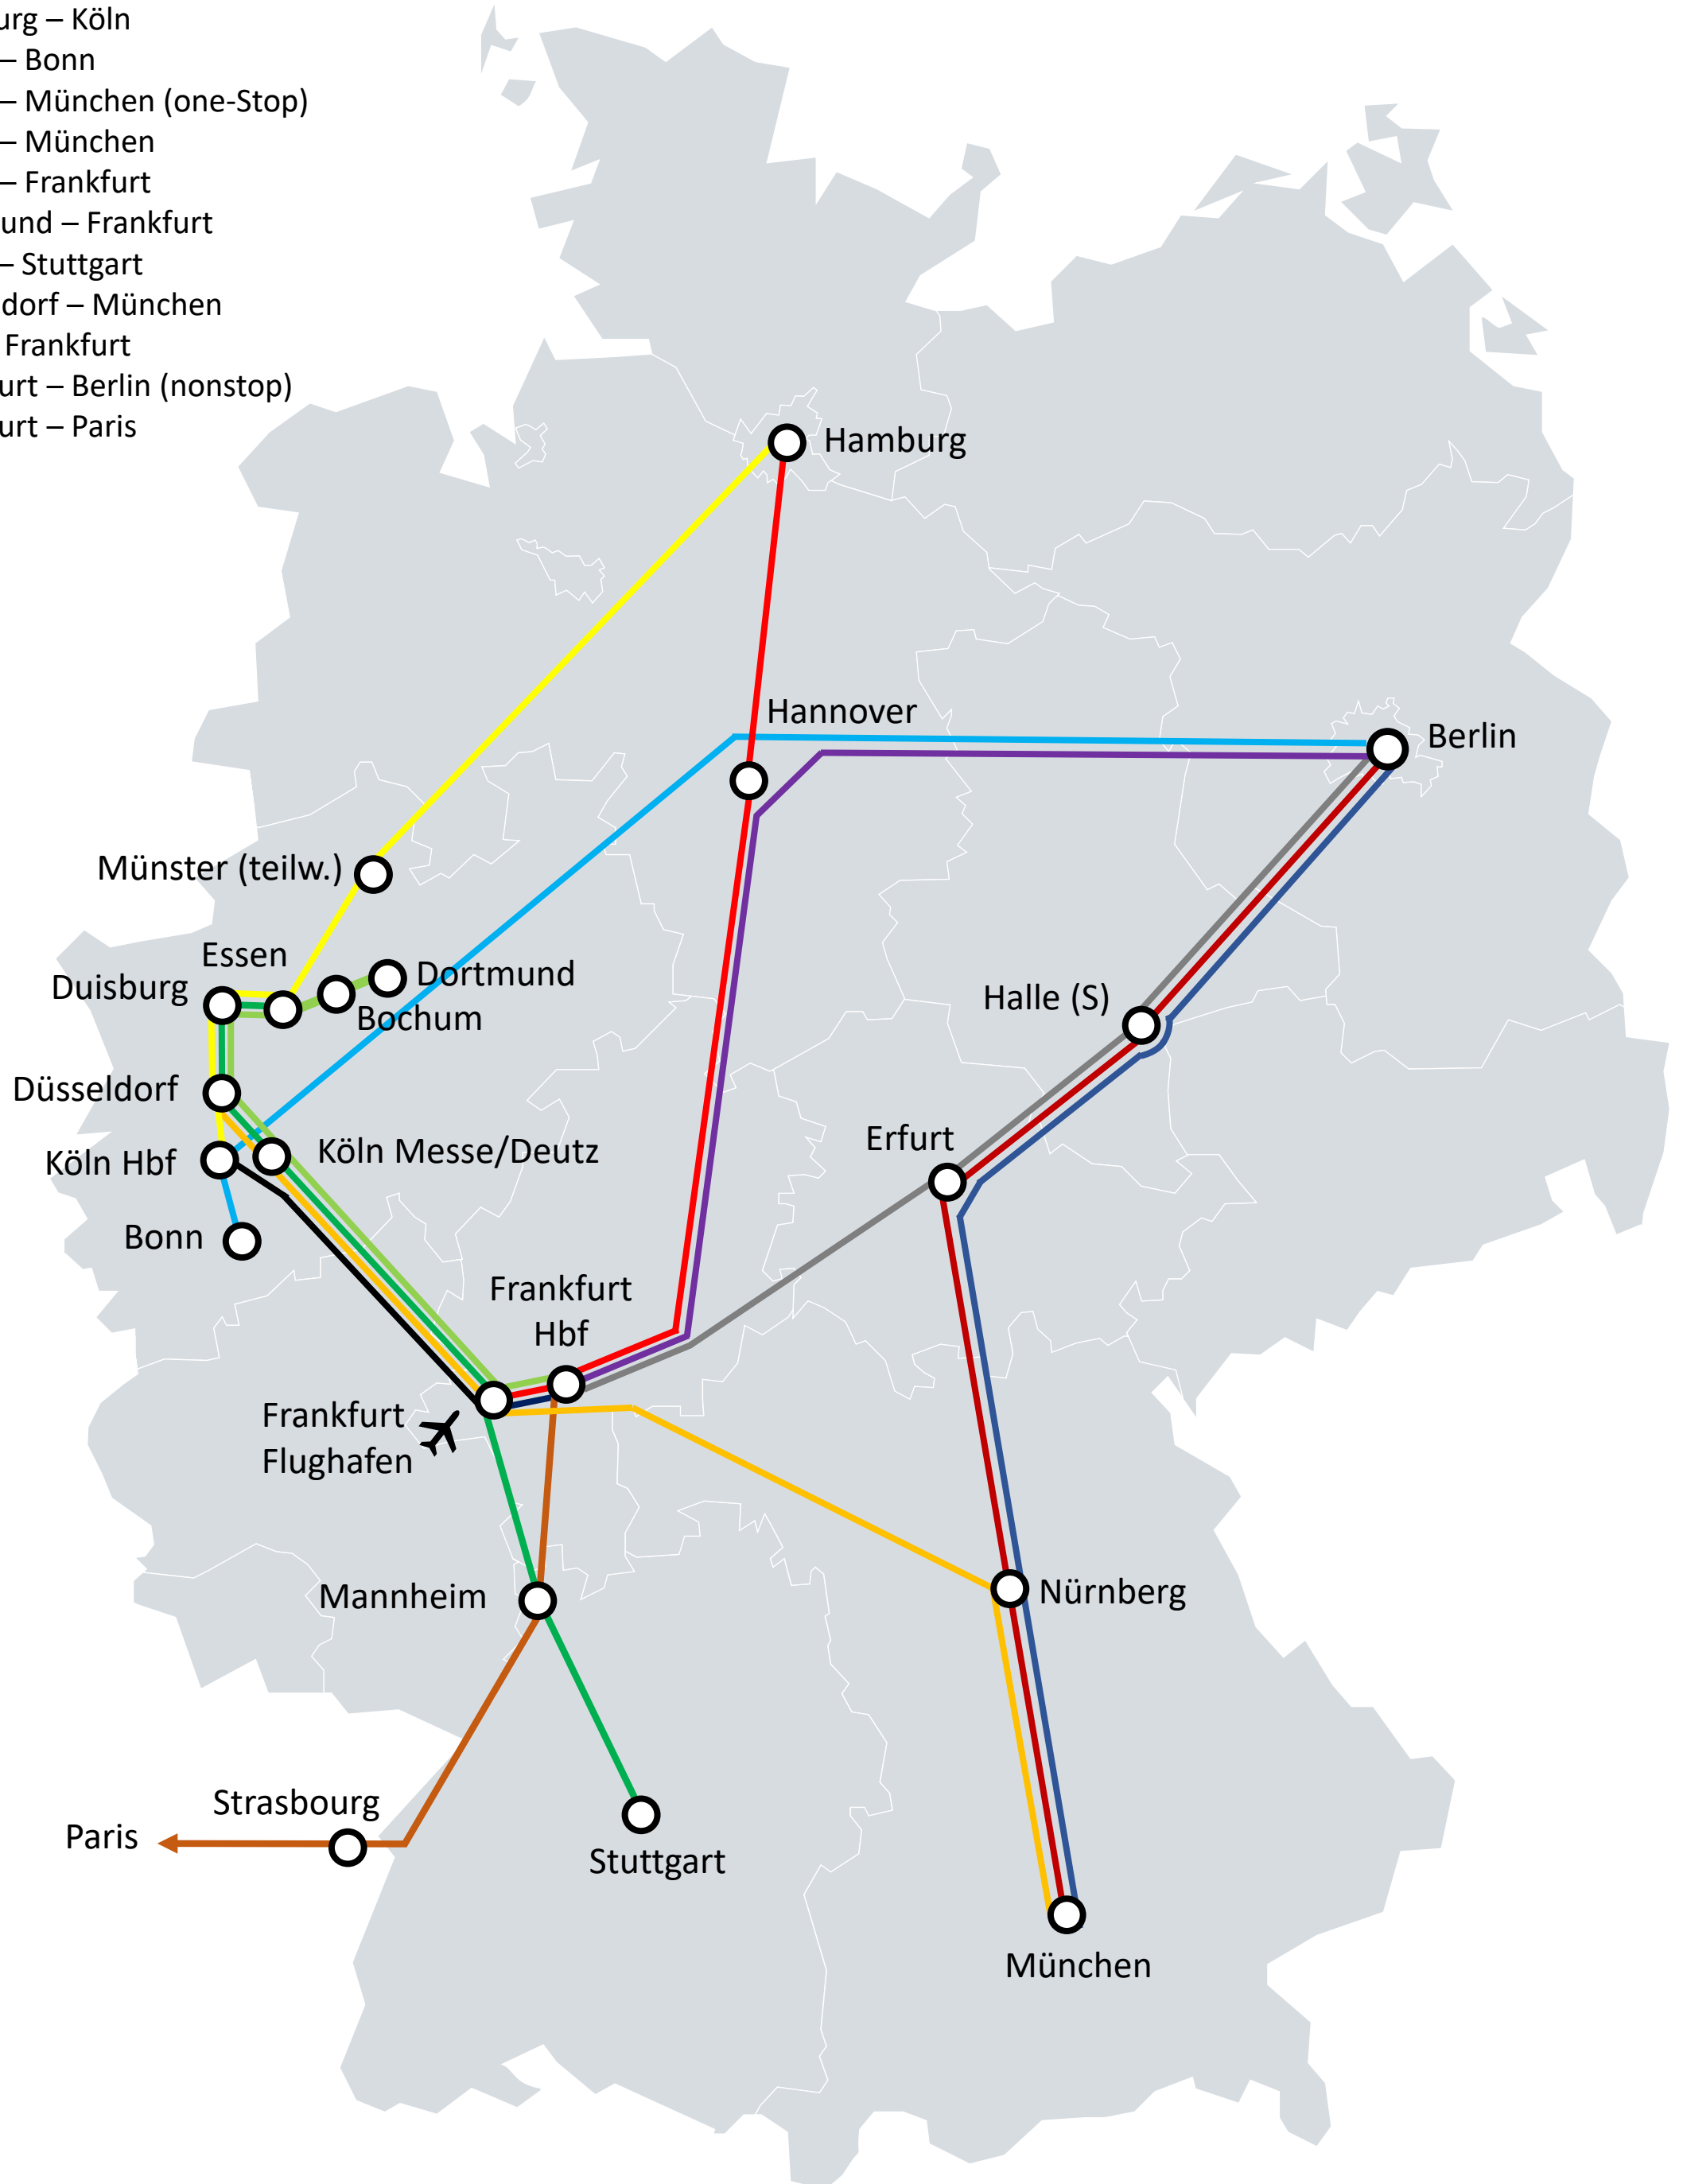 urg – Köln
– Bonn
– München (one-Stop)
– München
– Frankfurt
und – Frankfurt
– Stuttgart
dorf – München
Frankfurt
urt – Berlin (nonstop)
urt – Paris
Hamburg
Hannover
Berlin
Münster (teilw.)
Essen
Duisburg
Dortmund
Bochum
Halle (S)
Düsseldorf
Köln Hbf
Köln Messe/Deutz
Erfurt
Bonn
Frankfurt
Hbf
Frankfurt
Flughafen
Mannheim
Nürnberg
Strasbourg
Paris
Stuttgart
München